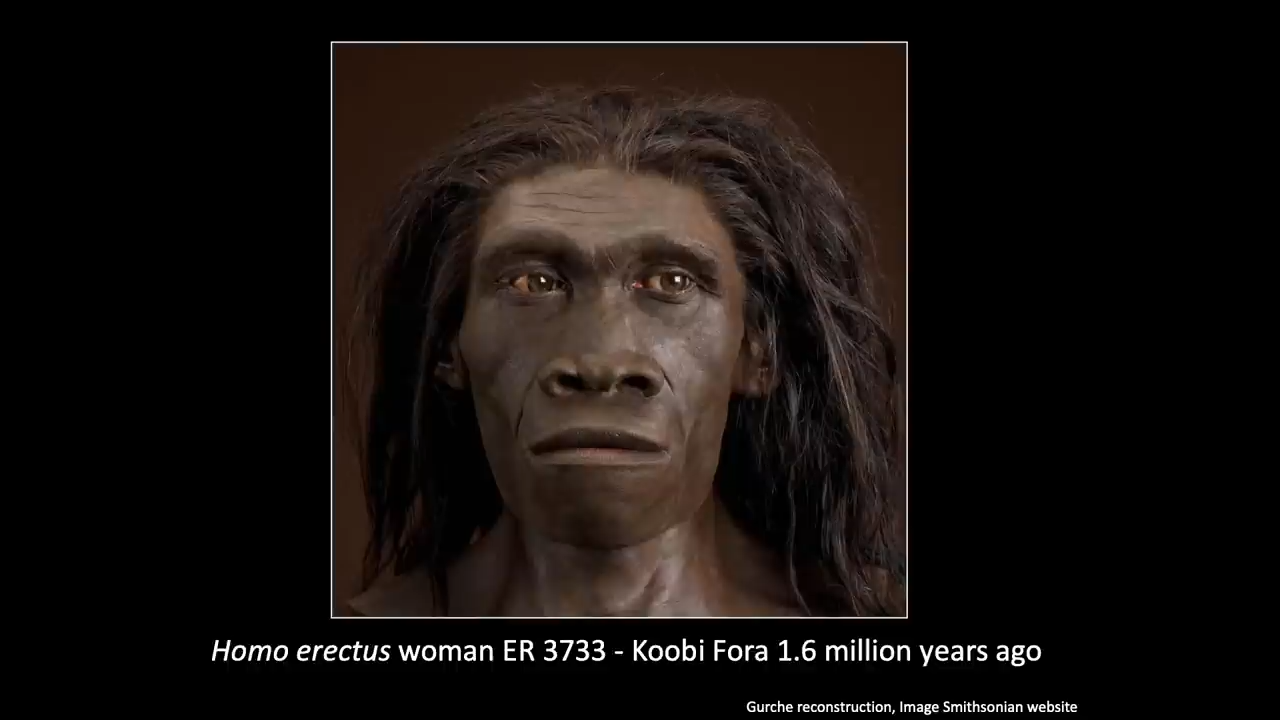 Homo erectus woman ER 3733 - Koobi Fora 1.6 million years ago
Gurche reconstruction, Image Smithsonian website